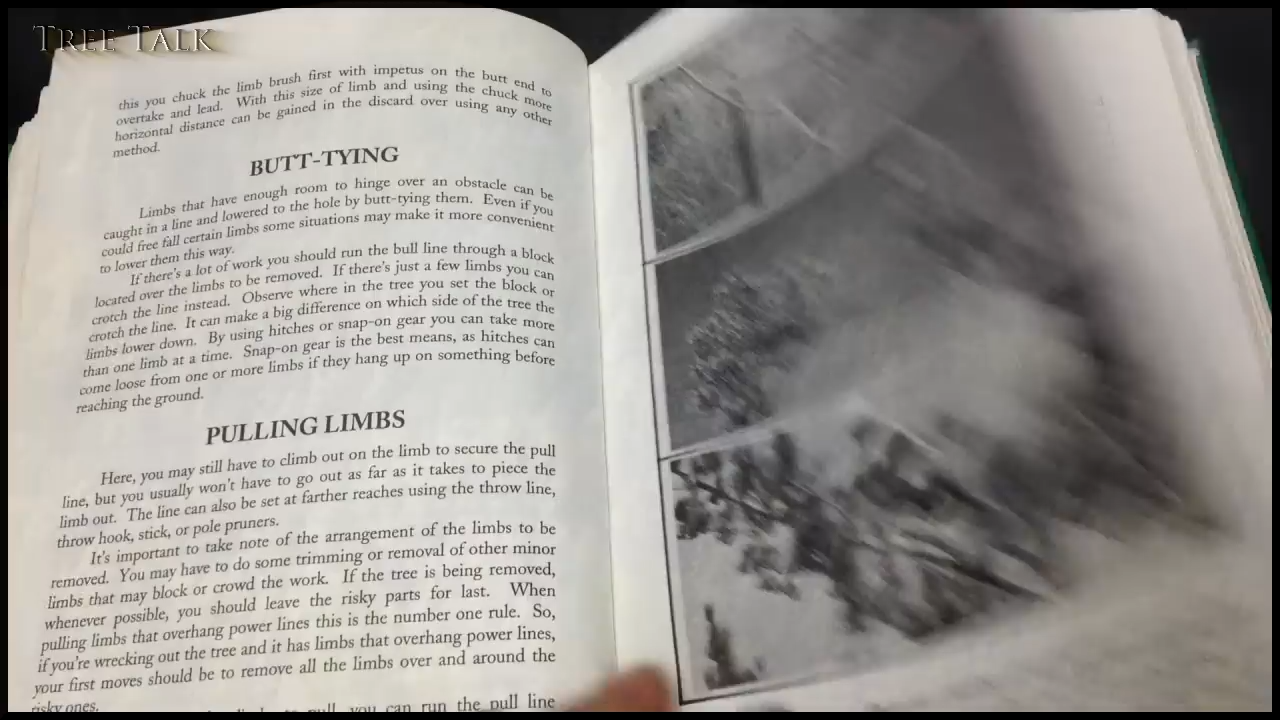 TREE TALK
this you chuck the limb brush first with impetus on the butt end to
overtake and lead. With this size of limb and using the chuck more
horizontal distance can be gained in the discard over using any other
method.
BUTT-TYING
Limbs that have enough room to hinge over an obstacle can be
caught in a line and lowered to the hole by butt-tying them. Even if you
could free fall certain limbs some situations may make it more convenient
to lower them this way.
If there's a lot of work you should run the bull line through a block
located over the limbs to be removed. If there's just a few limbs you can
crotch the line instead. Observe where in the tree you set the block or
crotch the line. It can make a big difference on which side of the tree the
limbs lower down. By using hitches or snap-on gear you can take more
than one limb at a time. Snap-on gear is the best means, as hitches can
come loose from one or more limbs if they hang up on something before
reaching the ground.
PULLING LIMBS
Here, you may still have to climb out on the limb to secure the pull
line, but you usually won't have to go out as far as it takes to piece the
limb out. The line can also be set at farther reaches using the throw line,
throw hook, stick, or pole pruners.
It's important to take note of the arrangement of the limbs to be
removed. You may have to do some trimming or removal of other minor
limbs that may block or crowd the work. If the tree is being removed,
whenever possible, you should leave the risky parts for last. When
pulling limbs that overhang power lines this is the number one rule. So,
if you're wrecking out the tree and it has limbs that overhang power lines,
your first moves should be to remove all the limbs over and around the
risky ones.
to pull, you can run the pull line